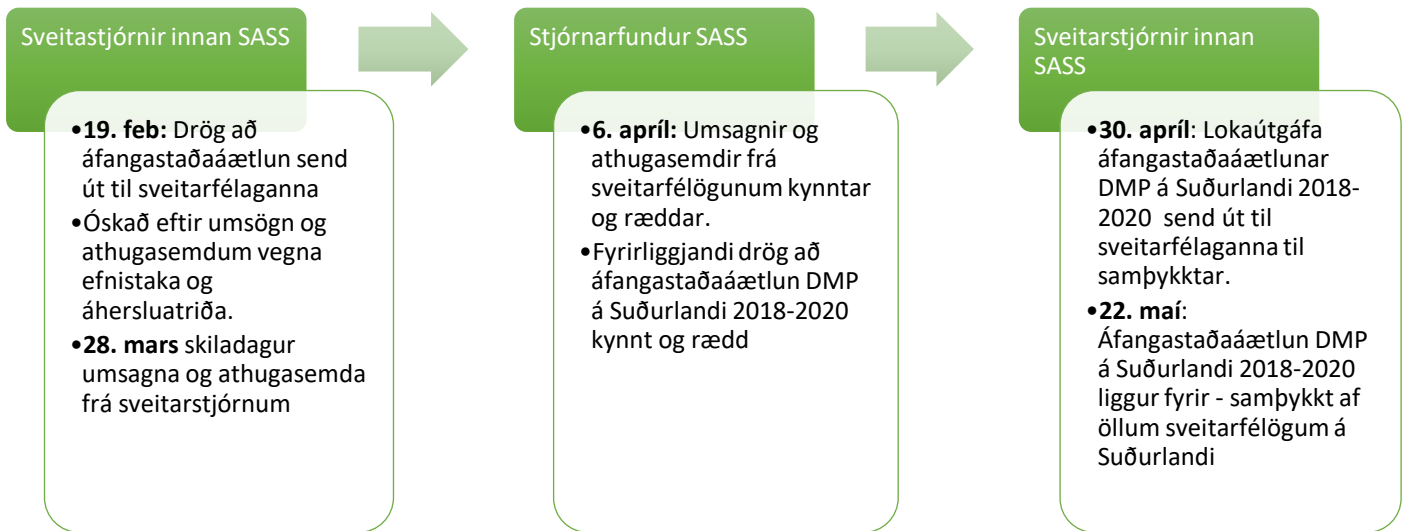 Sveitastjórnir innan SASS
•19. feb: Drög að
áfangastaðaáætlun send
út til sveitarfélaganna
•Óskað eftir umsögn og
athugasemdum vegna
efnistaka og
áhersluatriða.
•28. mars skiladagur
umsagna og athugasemda
frá sveitarstjórnum
Stjórnarfundur SASS
•6. apríl: Umsagnir og
athugasemdir frá
sveitarfélögunum kynntar
og ræddar.
•Fyrirliggjandi drög að
áfangastaðaáætlun DMP
á Suðurlandi 2018-2020
kynnt og rædd
Sveitarstjórnir innan
SASS
•30. apríl: Lokaútgáfa
áfangastaðaáætlunar
DMP á Suðurlandi 2018-
2020 send út til
sveitarfélaganna til
samþykktar.
•22. maí:
Áfangastaðaáætlun DMP
á Suðurlandi 2018-2020
liggur fyrir - samþykkt af
öllum sveitarfélögum á
Suðurlandi